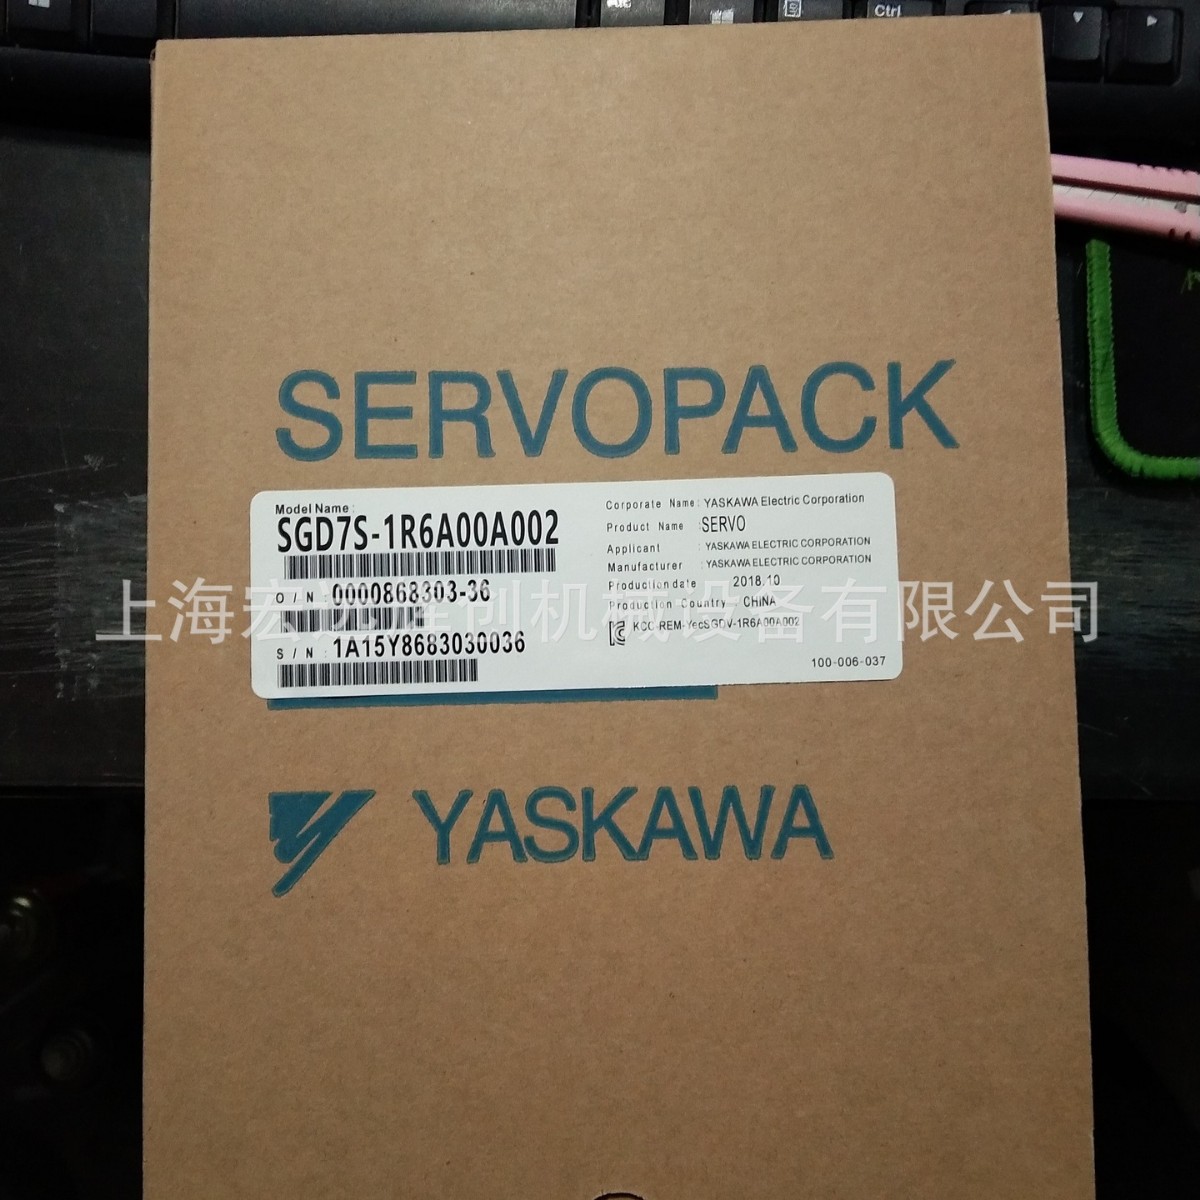 Ctrl
SERVOPACK
Model Name :
SGD7S-1R6A00A002
O / N : 0000868303-36
S / N : 1A15Y8683030036
Corporate Name : YASKAWA Electric Corporation
Product Name : SERVO
Applicant : YASKAWA ELECTRIC CORPORATION
Manufacturer : YASKAWA ELECTRIC CORPORATION
Production date 2018.10
Production Country CHINA
KCC-REM-YecSGDV-1R6A00A002
100-006-037
上海宏 创机械设备有限公司
YASKAWA